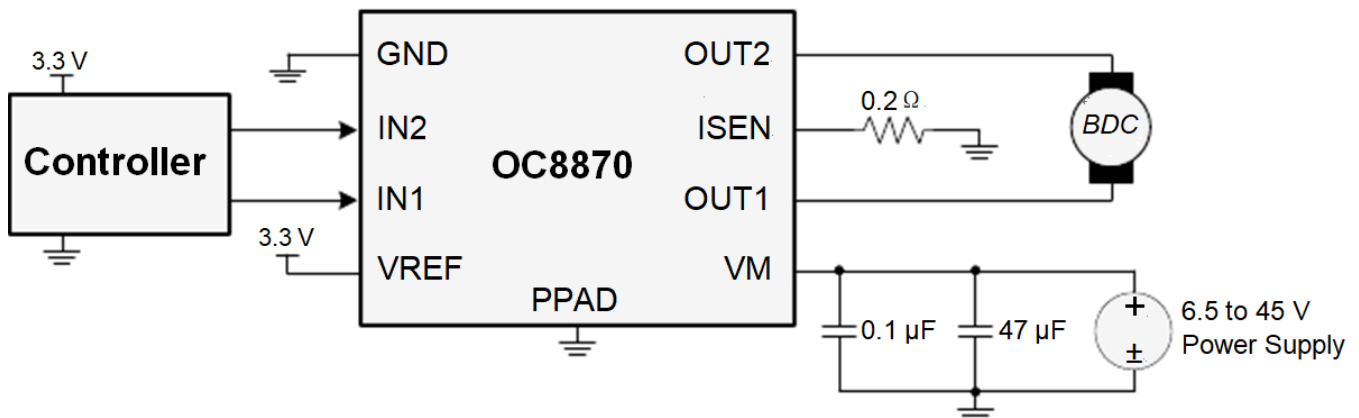 3.3 V
Controller
3.3 V
GND
IN2
IN1
VREF
OC8870
PPAD
OUT2
ISEN
OUT1
VM
0.2 Ω
BDC
0.1 µF
47 µF
+
±
6.5 to 45 V
Power Supply